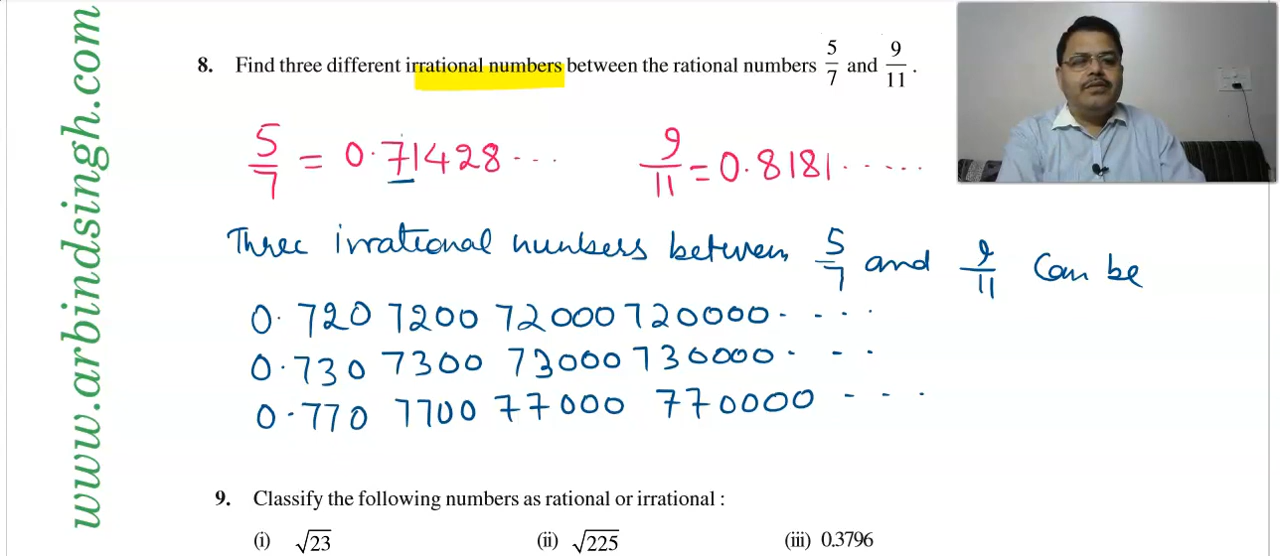 www.arbindsingh.com
8. Find three different irrational numbers between the rational numbers 5/7 and 9/11 .
5/7 = 0.71428... 9/11 = 0.8181......
Three irrational numbers between 5/7 and 9/11 can be
0.720 7200 72000 720000....
0.730 7300 73000 730000...
0.770 7700 77000 770000 ...
9. Classify the following numbers as rational or irrational :
(i) √23 (ii) √225 (iii) 0.3796